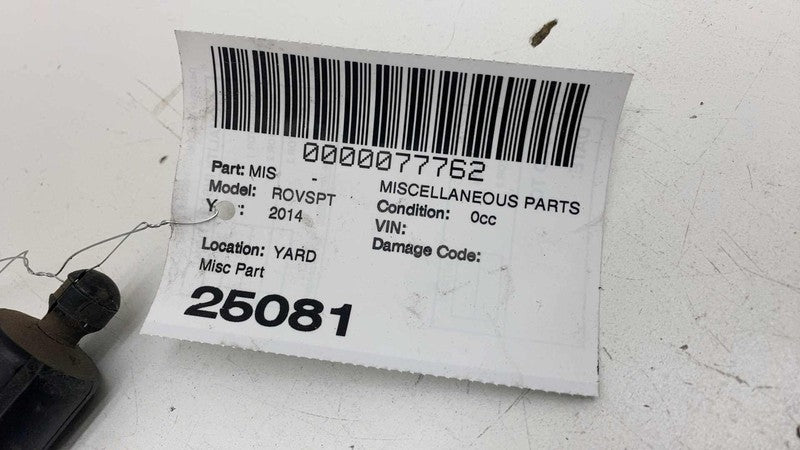 0000077762
Part: MIS -
MISCELLANEOUS PARTS
Model: ROVSPT
Condition: 0cc
Y : 2014
VIN:
Damage Code:
Location: YARD
Misc Part
25081